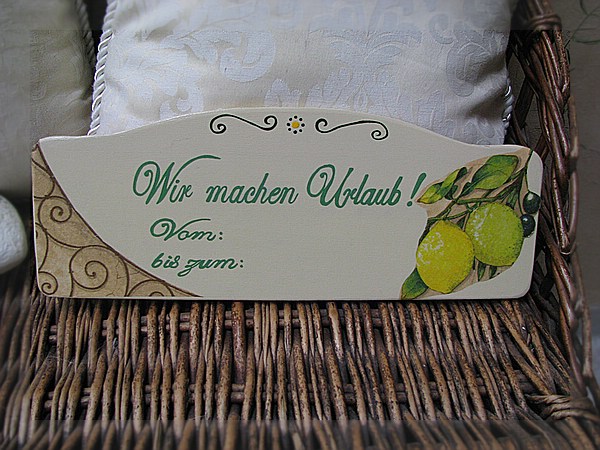 Wir machen Urlaub!
Vom:
bis zum: